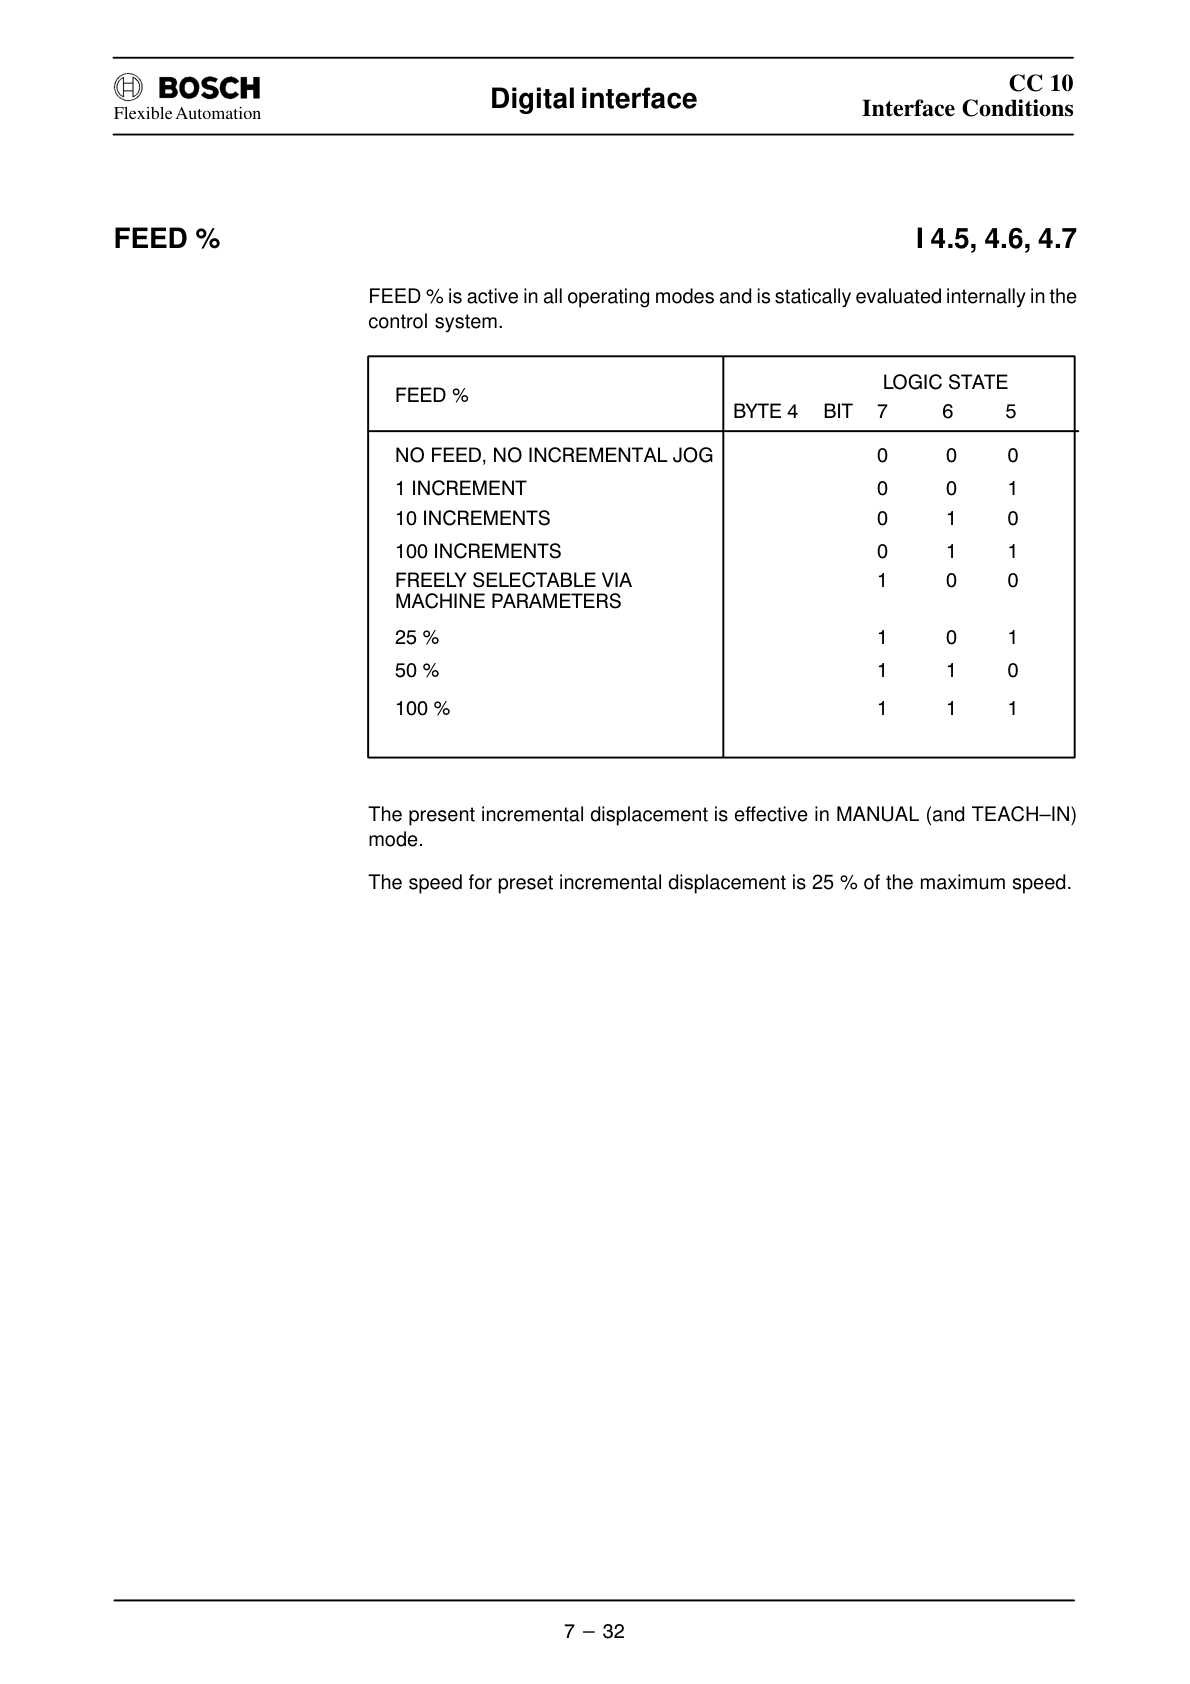 BOSCH
Flexible Automation
Digital interface
CC 10
Interface Conditions
FEED %
I 4.5, 4.6, 4.7
FEED % is active in all operating modes and is statically evaluated internally in the
control system.
FEED %
LOGIC STATE
BYTE 4 BIT 7 6 5
NO FEED, NO INCREMENTAL JOG 0 0 0
1 INCREMENT 0 0 1
10 INCREMENTS 0 1 0
100 INCREMENTS 0 1 1
FREELY SELECTABLE VIA 1 0 0
MACHINE PARAMETERS
25 % 1 0 1
50 % 1 1 0
100 % 1 1 1
The present incremental displacement is effective in MANUAL (and TEACH–IN)
mode.
The speed for preset incremental displacement is 25 % of the maximum speed.
7 – 32